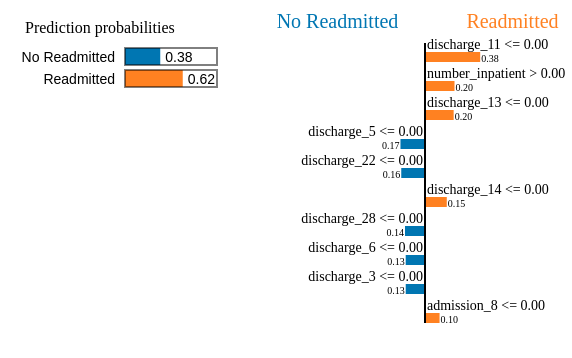 Prediction probabilities
No Readmitted 0.38
Readmitted 0.62
No Readmitted Readmitted
discharge_11 <= 0.00
0.38
number_inpatient > 0.00
0.20
discharge_13 <= 0.00
0.20
discharge_5 <= 0.00
0.17
discharge_22 <= 0.00
0.16
discharge_14 <= 0.00
0.15
discharge_28 <= 0.00
0.14
discharge_6 <= 0.00
0.13
discharge_3 <= 0.00
0.13
admission_8 <= 0.00
0.10